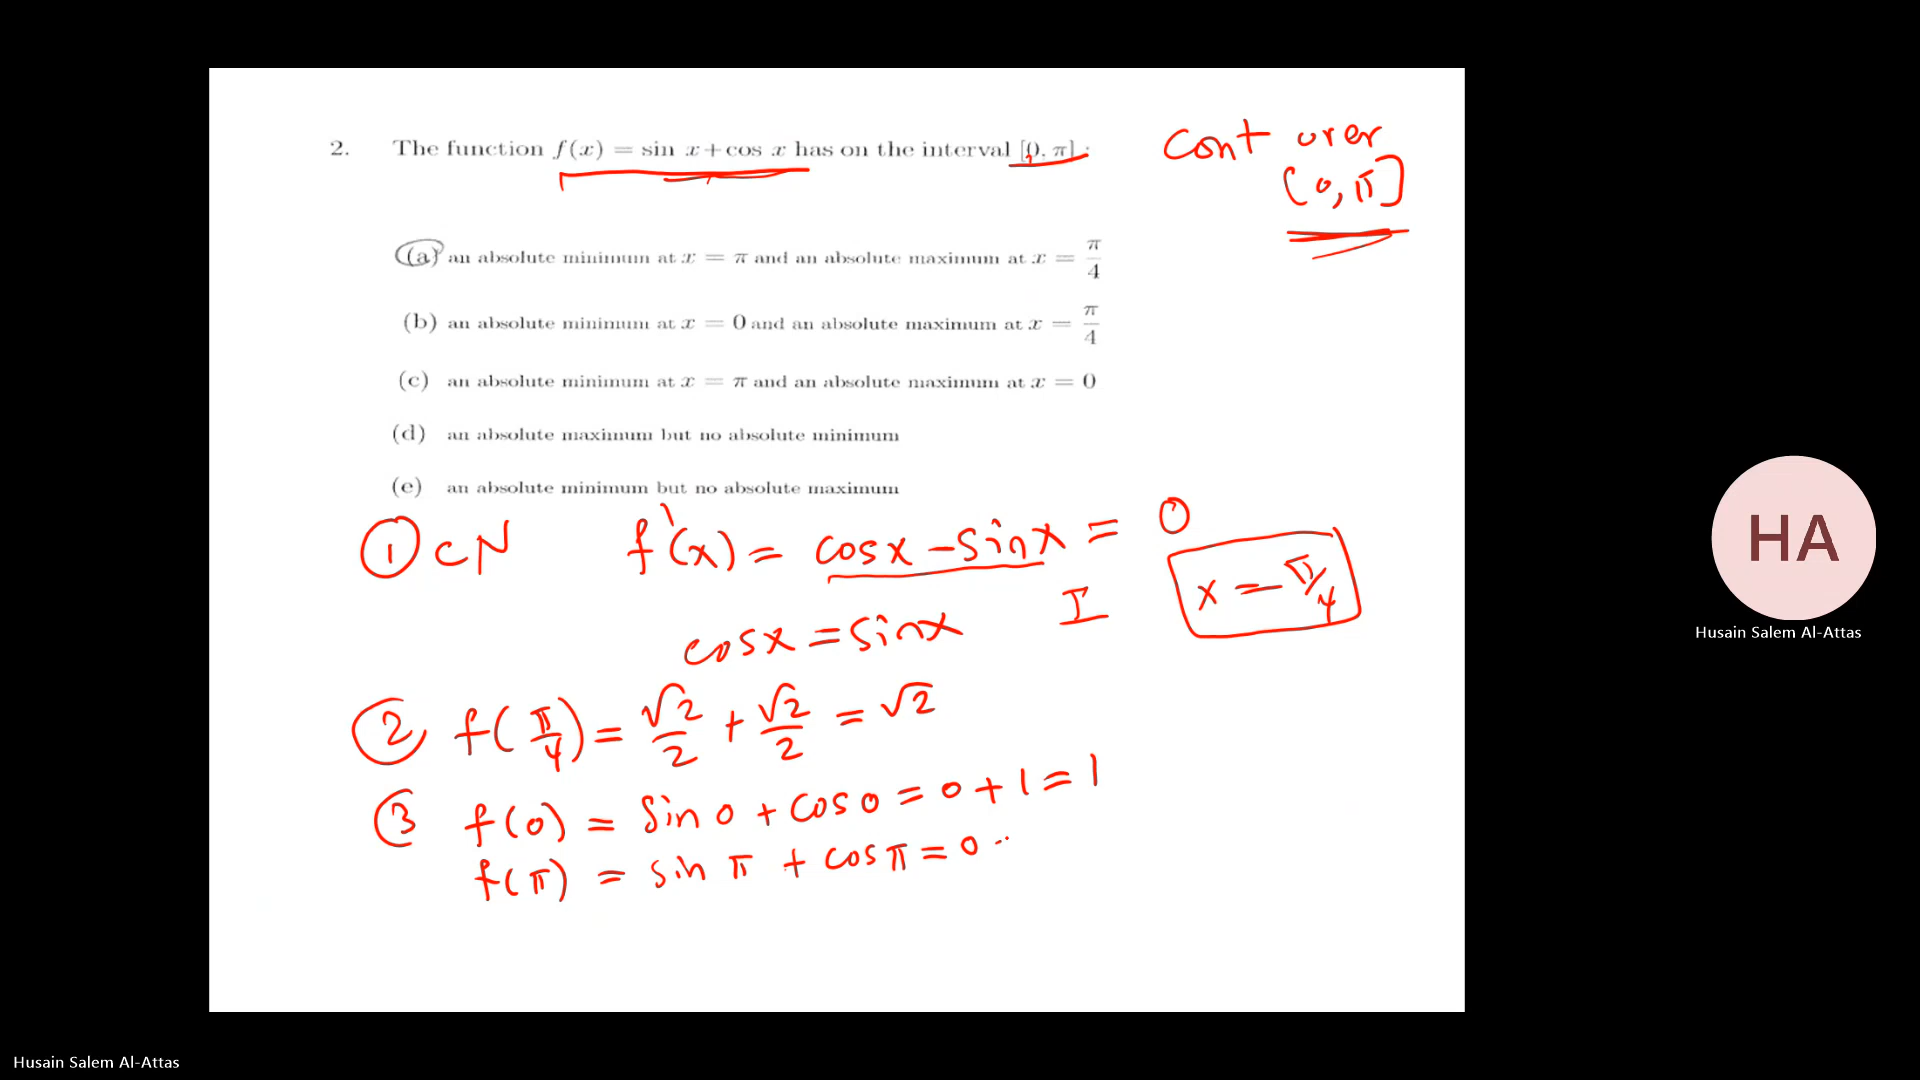 2. The function f(x) = sin x + cos x has on the interval [0, π] :
cont over
[0, π]
(a) an absolute minimum at x = π and an absolute maximum at x = π/4
(b) an absolute minimum at x = 0 and an absolute maximum at x = π/4
(c) an absolute minimum at x = π and an absolute maximum at x = 0
(d) an absolute maximum but no absolute minimum
(e) an absolute minimum but no absolute maximum
① CN f'(x) = cosx - sinx = 0
cosx = sinx I x = π/4
② f(π/4) = √2/2 + √2/2 = √2
③ f(0) = sin 0 + cos 0 = 0 + 1 = 1
f(π) = sin π + cos π = 0 -
HA
Husain Salem Al-Attas
Husain Salem Al-Attas